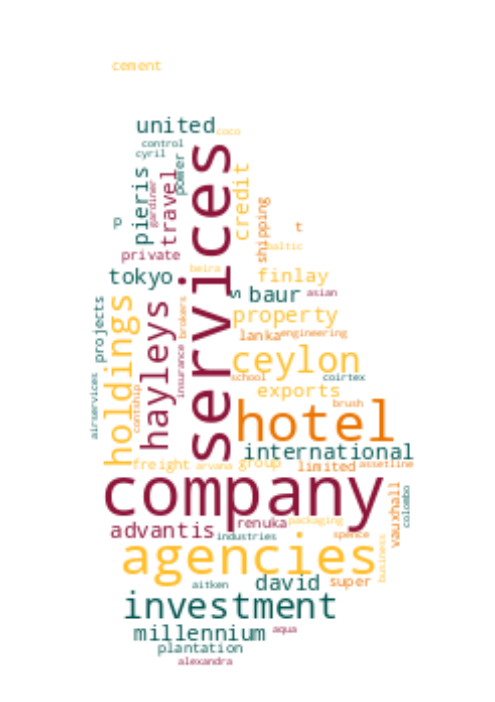 cement
united
coco
control
cyril
power
services
pieris
gardiner
travel
credit
shipping
p
t
baltic
private
beira
tokyo
finlay
s
baur
asian
projects
holdings
hayleys
brokers
property
lanka
engineering
insurance
ceylon
airservices
contship
school
coirtex
exports
brush
hotel
international
freight
arvana
group
limited
assetline
company
vauxhall
colombo
advantis
renuka
packaging
industries
spence
agencies
business
aitken
david
super
investment
millennium
aqua
plantation
alexandra